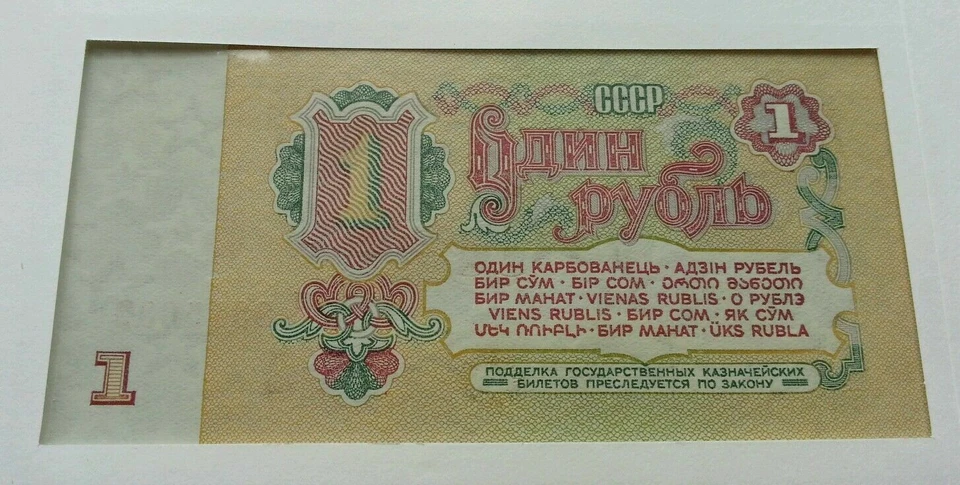 СССР
1
1
Один
рубль
ОДИН КАРБОВАНЕЦЬ · АДЗІН РУБЕЛЬ
БИР СЎМ · БІР СОМ · ერთი მანეთი
БИР МАНАТ · VIENAS RUBLIS · О РУБЛЭ
VIENS RUBLIS · БИР СОМ · ЯК СЎМ
ՄԵԿ ՌՈՒԲԼԻ · БИР МАНАТ · ÜKS RUBLA
ПОДДЕЛКА ГОСУДАРСТВЕННЫХ КАЗНАЧЕЙСКИХ
БИЛЕТОВ ПРЕСЛЕДУЕТСЯ ПО ЗАКОНУ
1